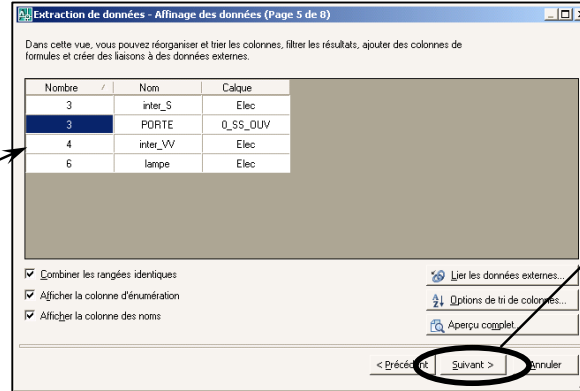 Extraction de données - Affinage des données (Page 5 de 8)
Dans cette vue, vous pouvez réorganiser et trier les colonnes, filtrer les résultats, ajouter des colonnes de
formules et créer des liaisons à des données externes.
Nombre / Nom Calque
3 inter_S Elec
3 PORTE 0_SS_OUV
4 inter_VV Elec
6 lampe Elec
Combiner les rangées identiques
Afficher la colonne d'énumération
Afficher la colonne des noms
Lier les données externes...
Options de tri de colonnes...
Aperçu complet...
< Précédent Suivant > Annuler